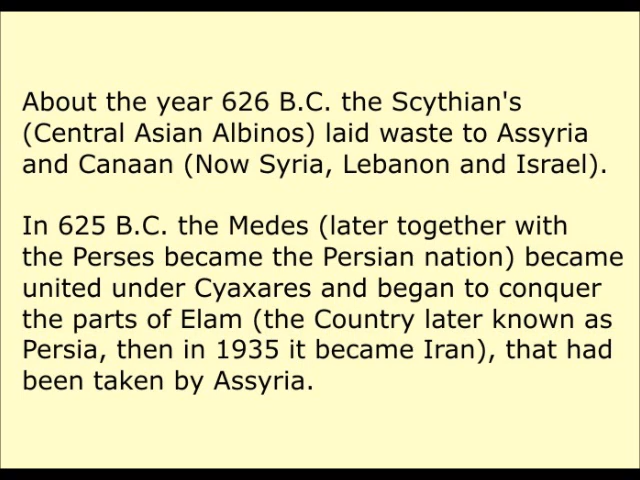 About the year 626 B.C. the Scythian's
(Central Asian Albinos) laid waste to Assyria
and Canaan (Now Syria, Lebanon and Israel).
In 625 B.C. the Medes (later together with
the Perses became the Persian nation) became
united under Cyaxares and began to conquer
the parts of Elam (the Country later known as
Persia, then in 1935 it became Iran), that had
been taken by Assyria.